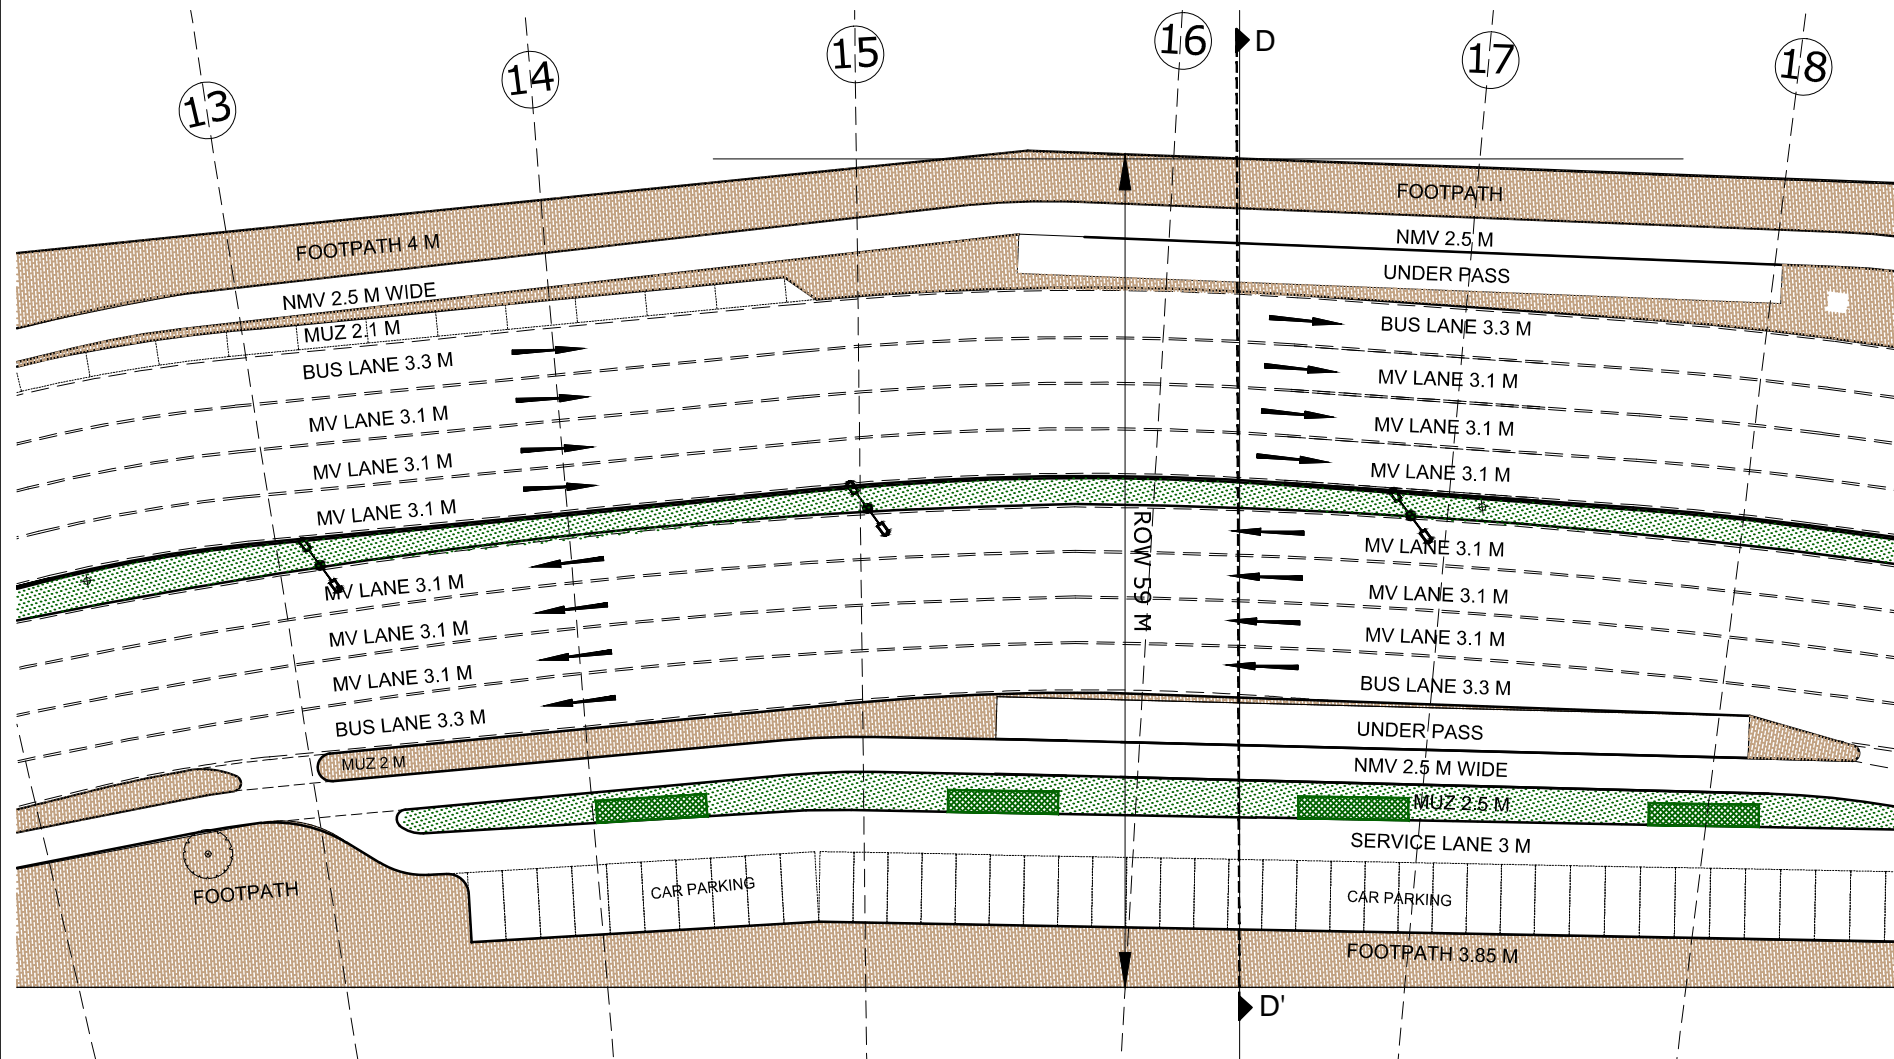 13
14
15
16
D
17
18
FOOTPATH 4 M
FOOTPATH
NMV 2.5 M WIDE
NMV 2.5 M
MUZ 2.1 M
UNDER PASS
BUS LANE 3.3 M
BUS LANE 3.3 M
MV LANE 3.1 M
MV LANE 3.1 M
MV LANE 3.1 M
MV LANE 3.1 M
MV LANE 3.1 M
MV LANE 3.1 M
ROW 59 M
MV LANE 3.1 M
MV LANE 3.1 M
MV LANE 3.1 M
MV LANE 3.1 M
MV LANE 3.1 M
MV LANE 3.1 M
BUS LANE 3.3 M
BUS LANE 3.3 M
MUZ 2 M
UNDER PASS
NMV 2.5 M WIDE
MUZ 2.5 M
SERVICE LANE 3 M
FOOTPATH
CAR PARKING
CAR PARKING
FOOTPATH 3.85 M
D'